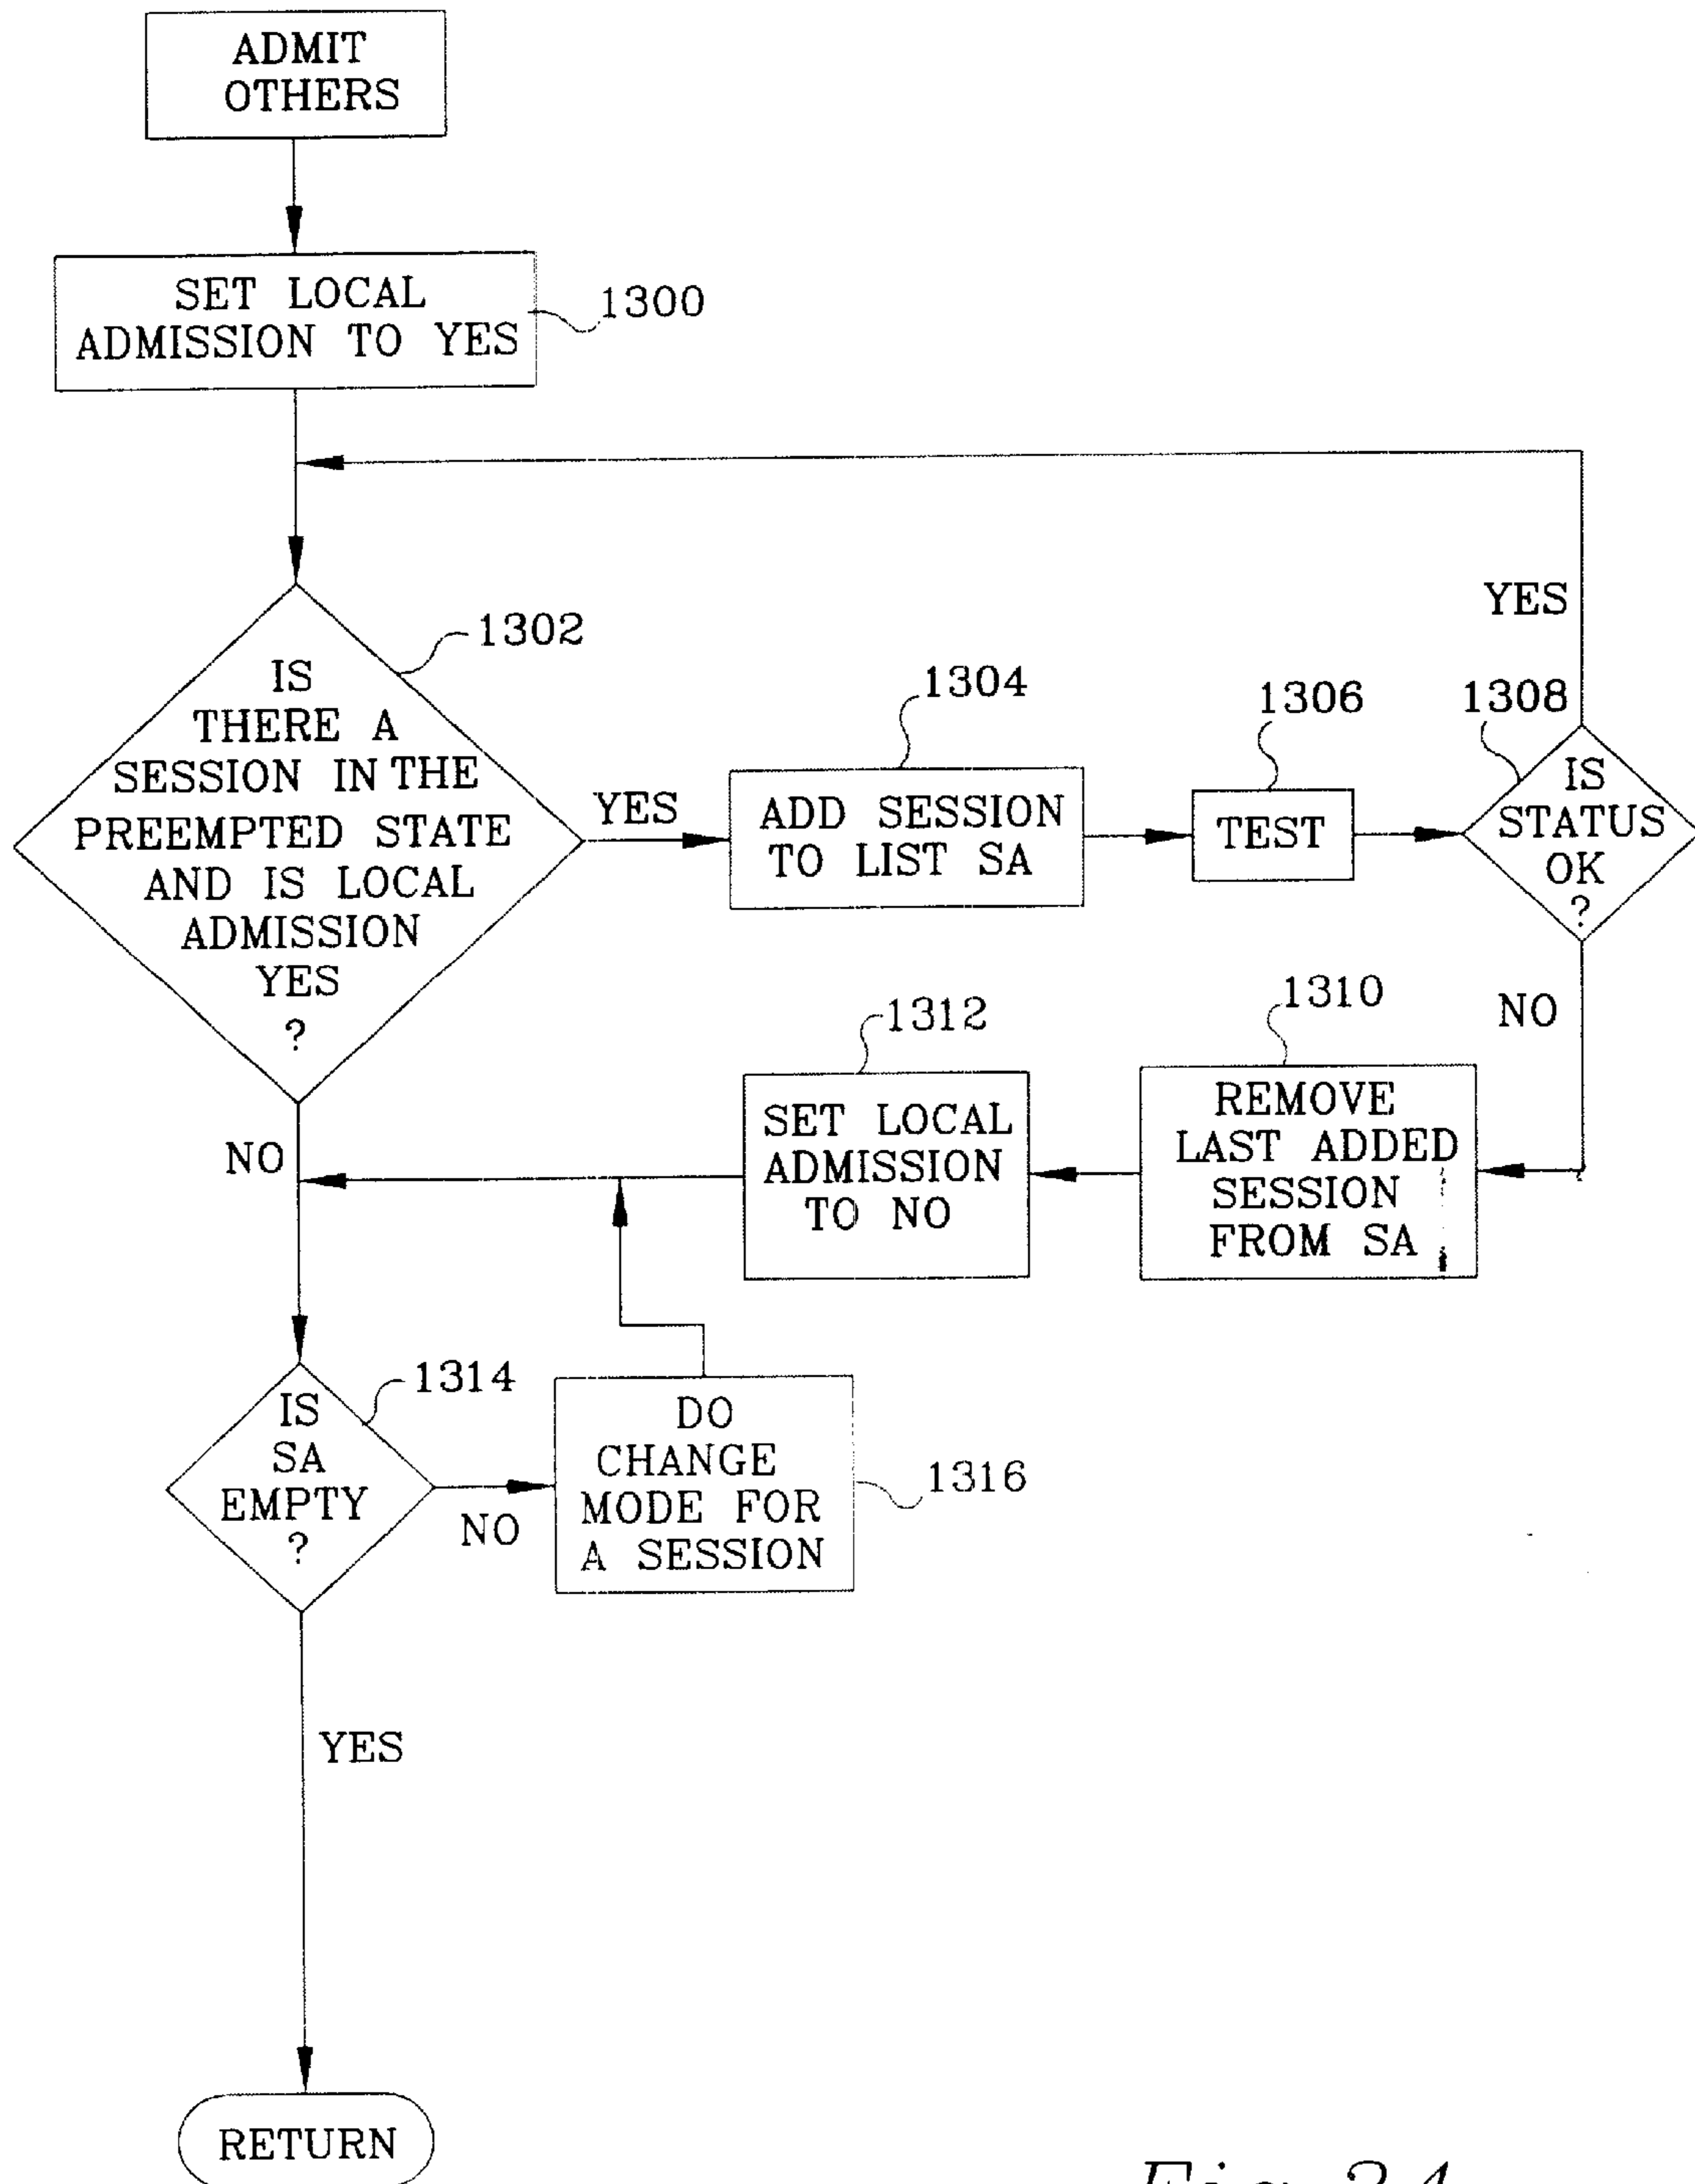 ADMIT
OTHERS
SET LOCAL
ADMISSION TO YES
1300
1302
IS
THERE A
SESSION IN THE
PREEMPTED STATE
AND IS LOCAL
ADMISSION
YES
?
YES
1304
ADD SESSION
TO LIST SA
1306
TEST
1308
IS
STATUS
OK
?
YES
NO
1310
REMOVE
LAST ADDED
SESSION
FROM SA
1312
SET LOCAL
ADMISSION
TO NO
NO
1314
IS
SA
EMPTY
?
NO
DO
CHANGE
MODE FOR
A SESSION
1316
YES
RETURN